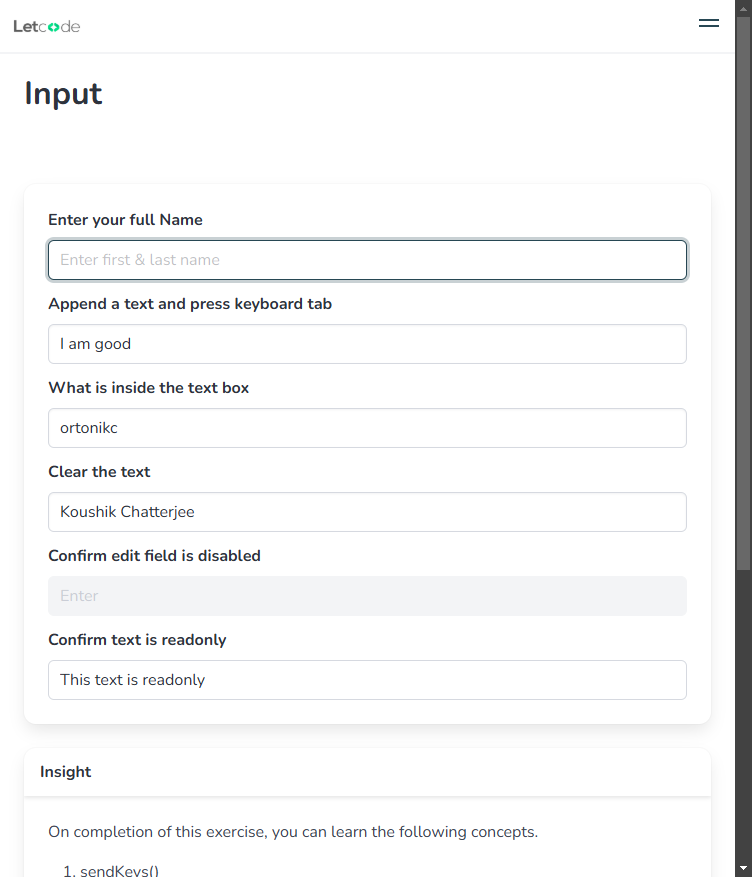 Letcode
Input
Enter your full Name
Enter first & last name
Append a text and press keyboard tab
I am good
What is inside the text box
ortonikc
Clear the text
Koushik Chatterjee
Confirm edit field is disabled
Enter
Confirm text is readonly
This text is readonly
Insight
On completion of this exercise, you can learn the following concepts.
1. sendKeys()